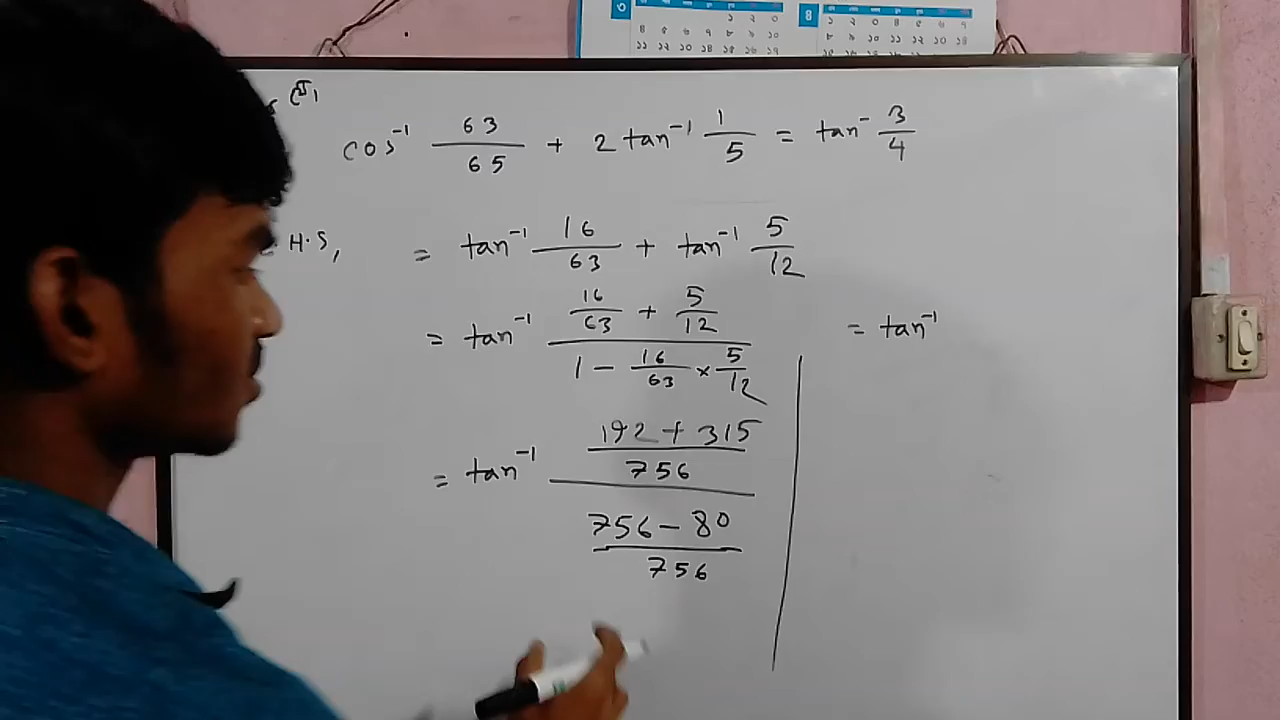 cos⁻¹ 63/65 + 2 tan⁻¹ 1/5 = tan⁻ 3/4
H.S, = tan⁻¹ 16/63 + tan⁻¹ 5/12
= tan⁻¹ (16/63 + 5/12)/(1 − 16/63 × 5/12)
= tan⁻¹ ((192 + 315)/756)/((756 − 80)/756)
= tan⁻¹